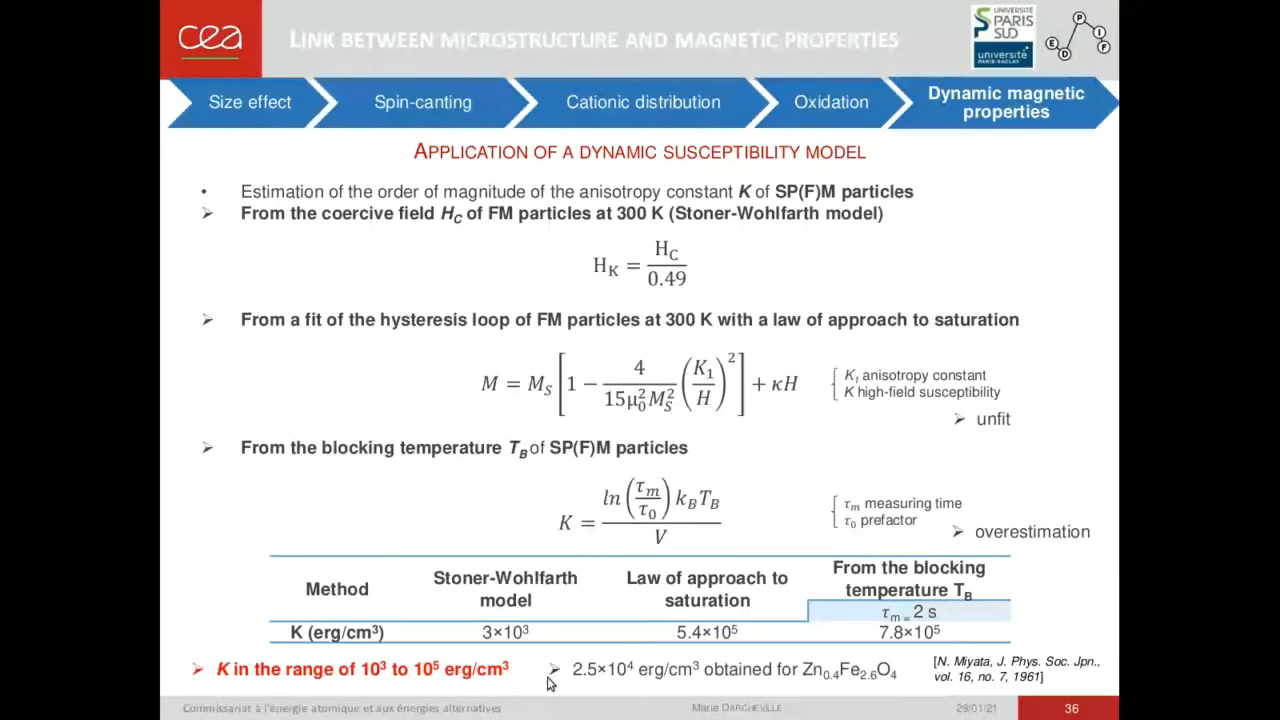 cea
LINK BETWEEN MICROSTRUCTURE AND MAGNETIC PROPERTIES
UNIVERSITÉ
PARIS
SUD
université
PARIS-SACLAY
P I F E D
Size effect
Spin-canting
Cationic distribution
Oxidation
Dynamic magnetic
properties
APPLICATION OF A DYNAMIC SUSCEPTIBILITY MODEL
• Estimation of the order of magnitude of the anisotropy constant K of SP(F)M particles
➢ From the coercive field H_C of FM particles at 300 K (Stoner-Wohlfarth model)
H_K = H_C / 0.49
➢ From a fit of the hysteresis loop of FM particles at 300 K with a law of approach to saturation
M = M_S [1 − 4 / (15μ_0^2 M_S^2) (K_1 / H)^2] + κH
K_1 anisotropy constant
K high-field susceptibility
➢ unfit
➢ From the blocking temperature T_B of SP(F)M particles
K = ln(τ_m / τ_0) k_B T_B / V
τ_m measuring time
τ_0 prefactor
➢ overestimation
Method
Stoner-Wohlfarth
model
Law of approach to
saturation
From the blocking
temperature T_B
τ_m = 2 s
K (erg/cm³) 3×10³ 5.4×10⁵ 7.8×10⁵
➢ K in the range of 10³ to 10⁵ erg/cm³
➢ 2.5×10⁴ erg/cm³ obtained for Zn₀.₄Fe₂.₆O₄
[N. Miyata, J. Phys. Soc. Jpn.,
vol. 16, no. 7, 1961]
Commissariat à l'énergie atomique et aux énergies alternatives
Marie DARCHEVILLE
29/01/21
36